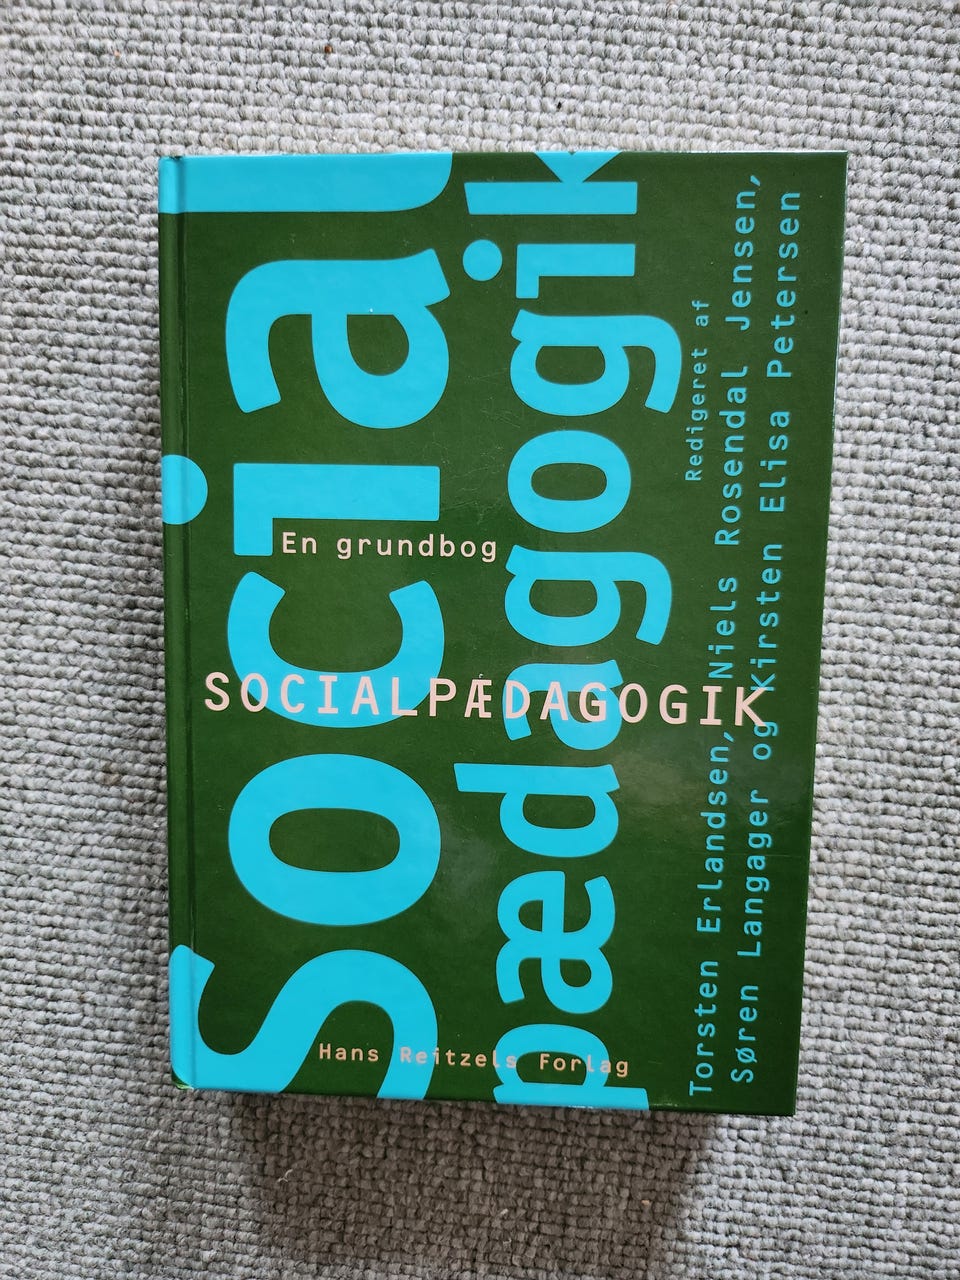 Social
pædagogik
En grundbog
SOCIALPÆDAGOGIK
Redigeret af
Torsten Erlandsen, Niels Rosendal Jensen,
Søren Langager og Kirsten Elisa Petersen
Hans Reitzels Forlag